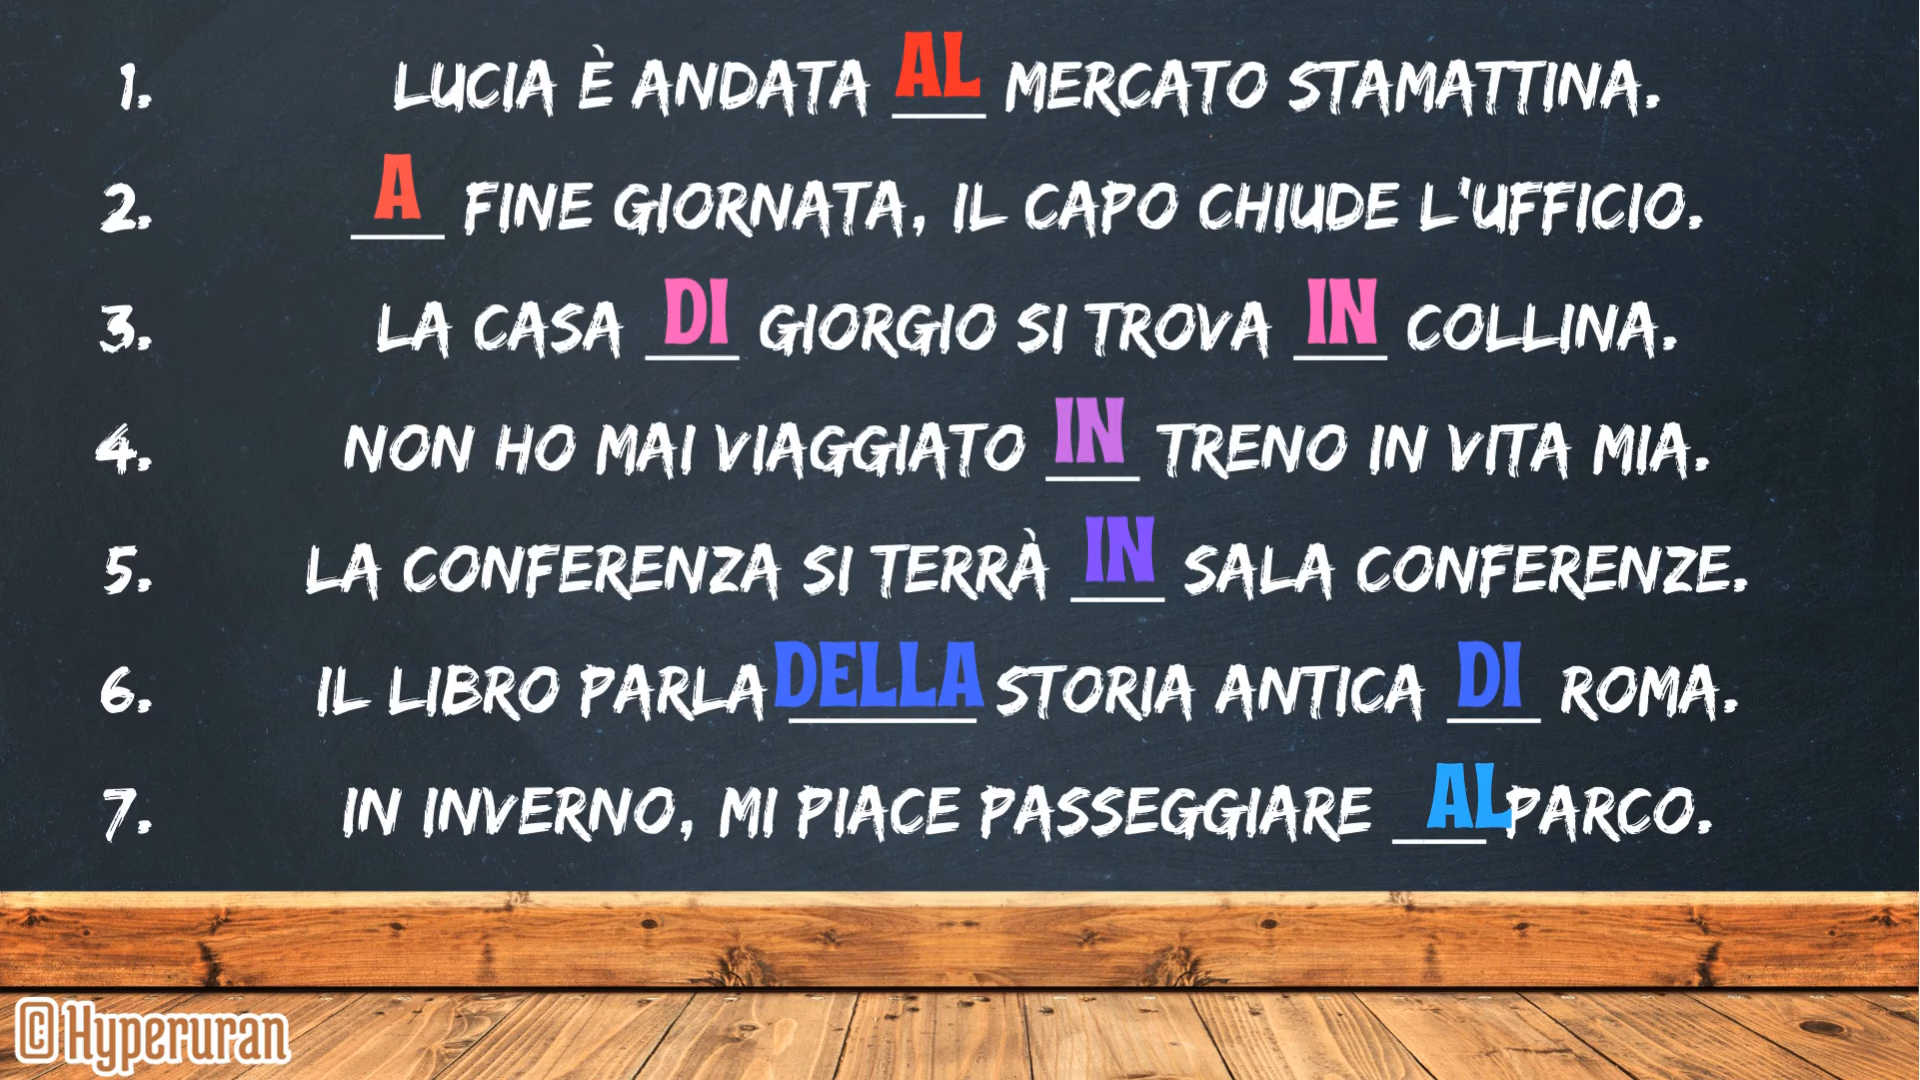 1. LUCIA È ANDATA AL MERCATO STAMATTINA.
2. A FINE GIORNATA, IL CAPO CHIUDE L'UFFICIO.
3. LA CASA DI GIORGIO SI TROVA IN COLLINA.
4. NON HO MAI VIAGGIATO IN TRENO IN VITA MIA.
5. LA CONFERENZA SI TERRÀ IN SALA CONFERENZE.
6. IL LIBRO PARLA DELLA STORIA ANTICA DI ROMA.
7. IN INVERNO, MI PIACE PASSEGGIARE AL PARCO.
© Hyperuran